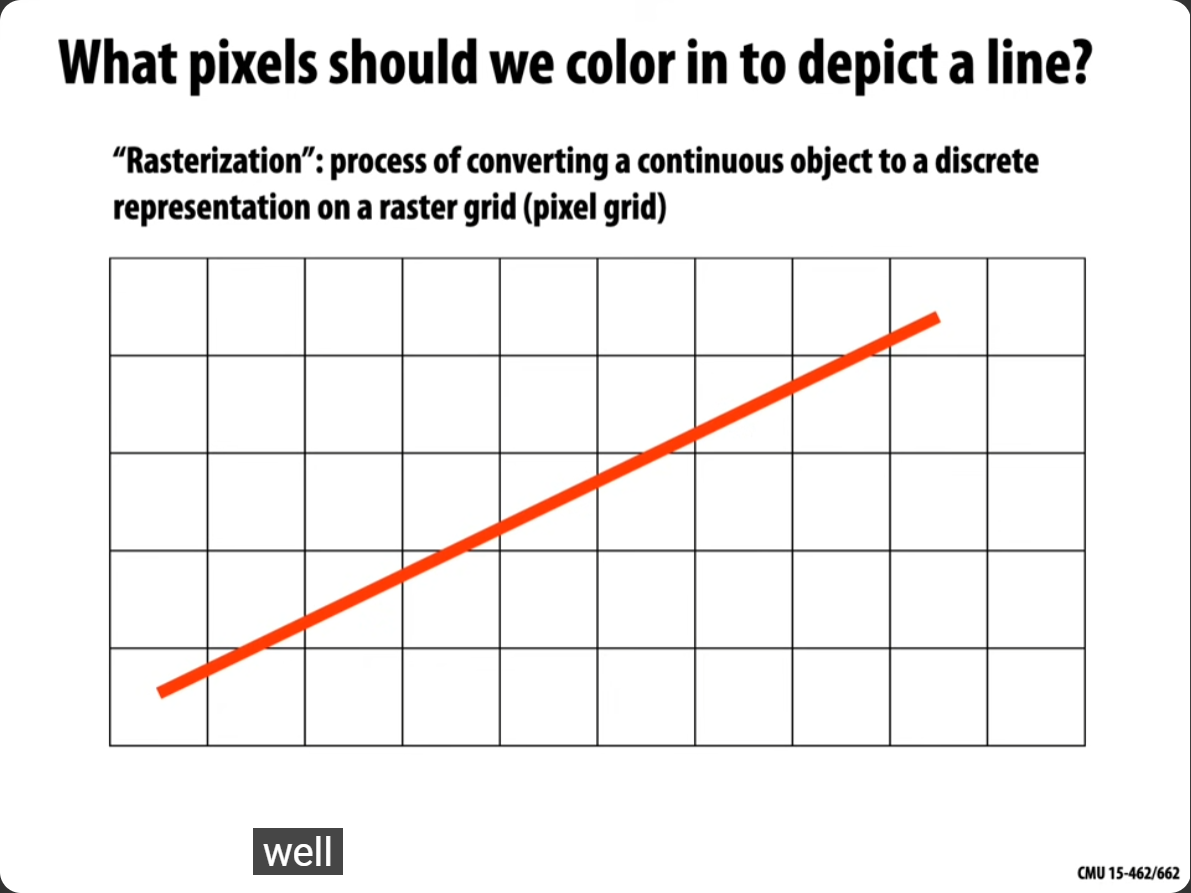 What pixels should we color in to depict a line?
“Rasterization”: process of converting a continuous object to a discrete
representation on a raster grid (pixel grid)
well
CMU 15-462/662